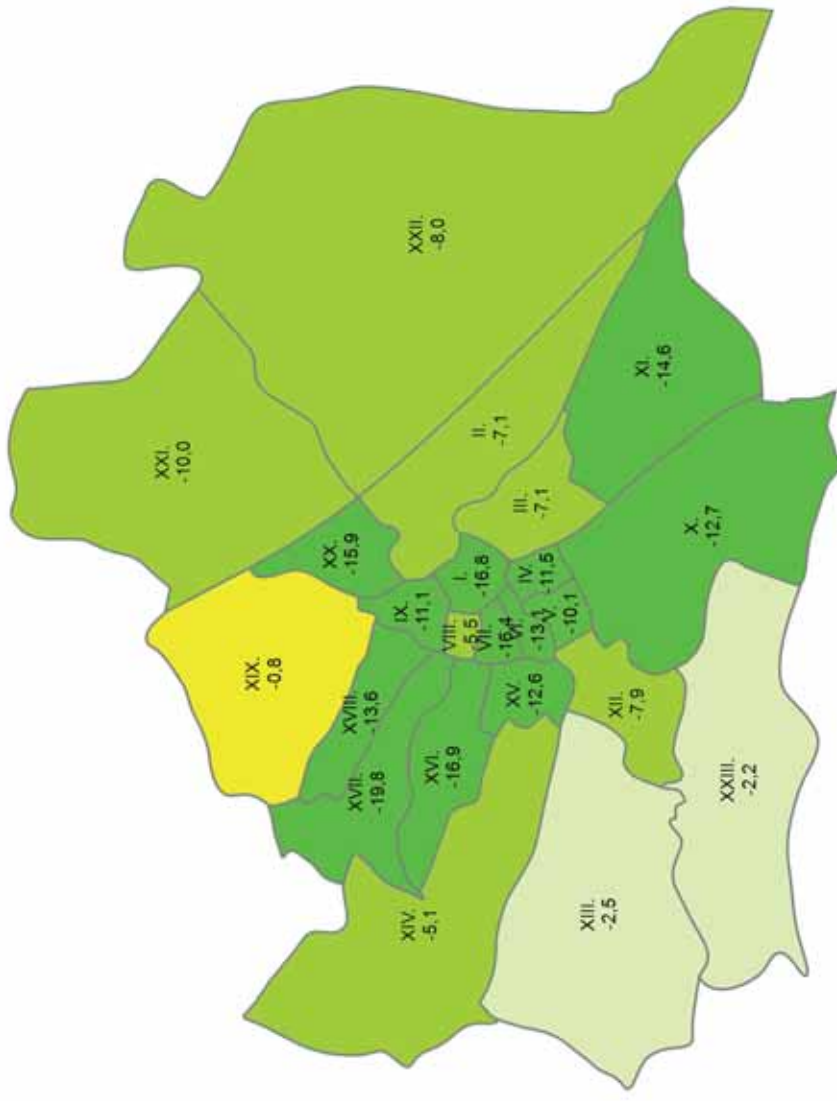 XXI.
-10,0
XXII.
-8,0
XIX.
-0,8
XX.
-15,9
XVIII.
-13,6
XVII.
-19,8
XVI.
-16,9
IX.
-11,1
VIII.
5,5
I.
-16,8
II.
-7,1
III.
-7,1
VII.
VI.
-13,1
IV.
-11,5
V.
-10,1
XV.
-12,6
XIV.
-5,1
XI.
-14,6
X.
-12,7
XII.
-7,9
XIII.
-2,5
XXIII.
-2,2